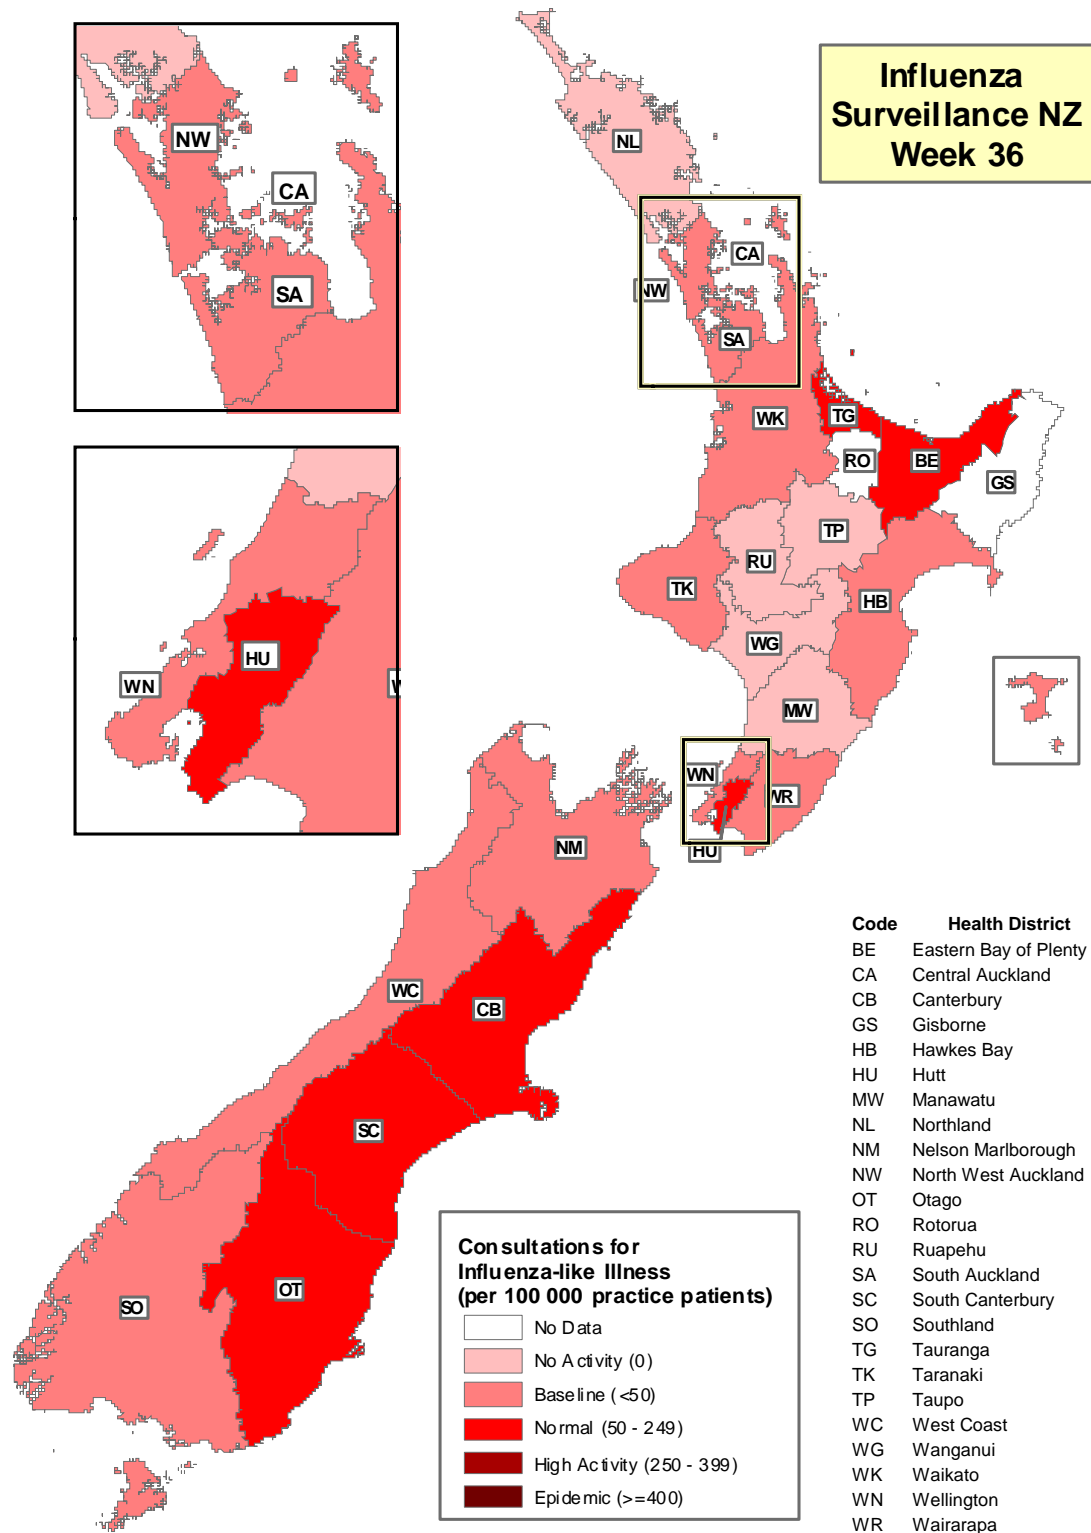 Influenza
Surveillance NZ
Week 36
NW
CA
SA
HU
WN
W
NL
CA
NW
SA
WK
TG
RO
BE
GS
TP
RU
TK
HB
WG
MW
WN
WR
HU
NM
WC
CB
SC
OT
SO
Consultations for
Influenza-like Illness
(per 100 000 practice patients)
No Data
No Activity (0)
Baseline (<50)
Normal (50 - 249)
High Activity (250 - 399)
Epidemic (>=400)
Code Health District
BE Eastern Bay of Plenty
CA Central Auckland
CB Canterbury
GS Gisborne
HB Hawkes Bay
HU Hutt
MW Manawatu
NL Northland
NM Nelson Marlborough
NW North West Auckland
OT Otago
RO Rotorua
RU Ruapehu
SA South Auckland
SC South Canterbury
SO Southland
TG Tauranga
TK Taranaki
TP Taupo
WC West Coast
WG Wanganui
WK Waikato
WN Wellington
WR Wairarapa